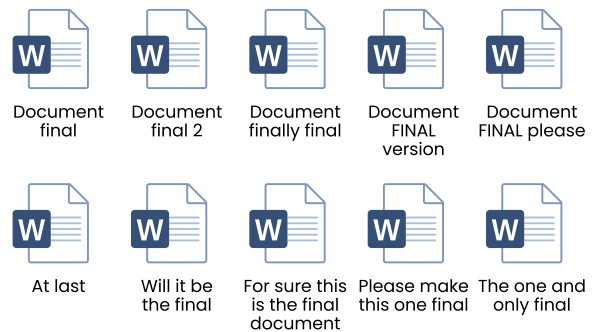 W W W W W
Document final
Document final 2
Document finally final
Document FINAL version
Document FINAL please
W W W W W
At last
Will it be the final
For sure this is the final document
Please make this one final
The one and only final